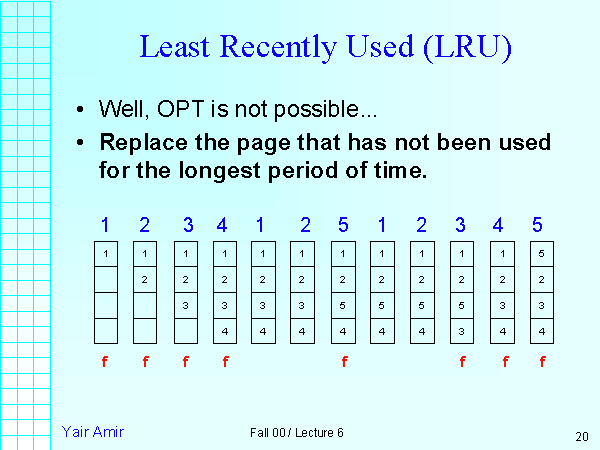 Least Recently Used (LRU)
• Well, OPT is not possible...
• Replace the page that has not been used
for the longest period of time.
1 2 3 4 1 2 5 1 2 3 4 5
1 1 1 1 1 1 1 1 1 1 1 5
2 2 2 2 2 2 2 2 2 2 2
3 3 3 3 5 5 5 5 3 3
4 4 4 4 4 4 3 4 4
f f f f f f f f
Yair Amir Fall 00 / Lecture 6 20